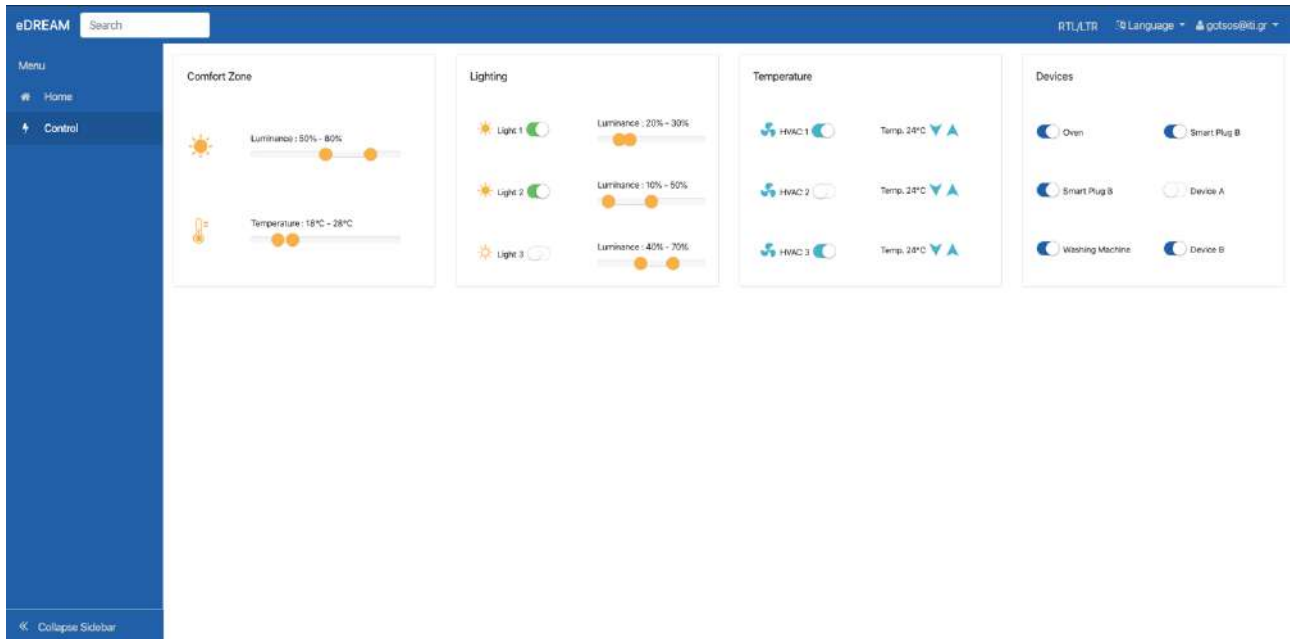 eDREAM Search RTL/LTR Language gotsos@iti.gr
Menu
Home
Control
Collapse Sidebar
Comfort Zone
Luminance : 50% - 80%
Temperature : 18°C - 28°C
Lighting
Light 1 Luminance : 20% - 30%
Light 2 Luminance : 10% - 50%
Light 3 Luminance : 40% - 70%
Temperature
HVAC 1 Temp. 24°C
HVAC 2 Temp. 24°C
HVAC 3 Temp. 24°C
Devices
Oven Smart Plug B
Smart Plug B Device A
Washing Machine Device B